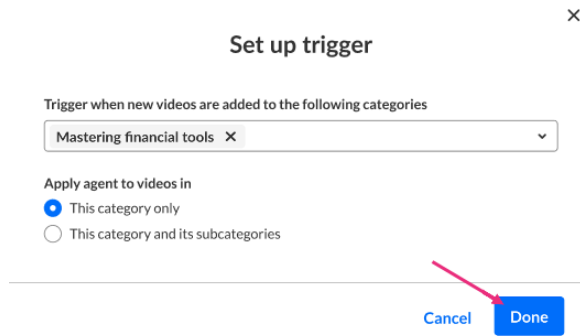 Set up trigger
Trigger when new videos are added to the following categories
Mastering financial tools
Apply agent to videos in
This category only
This category and its subcategories
Cancel
Done